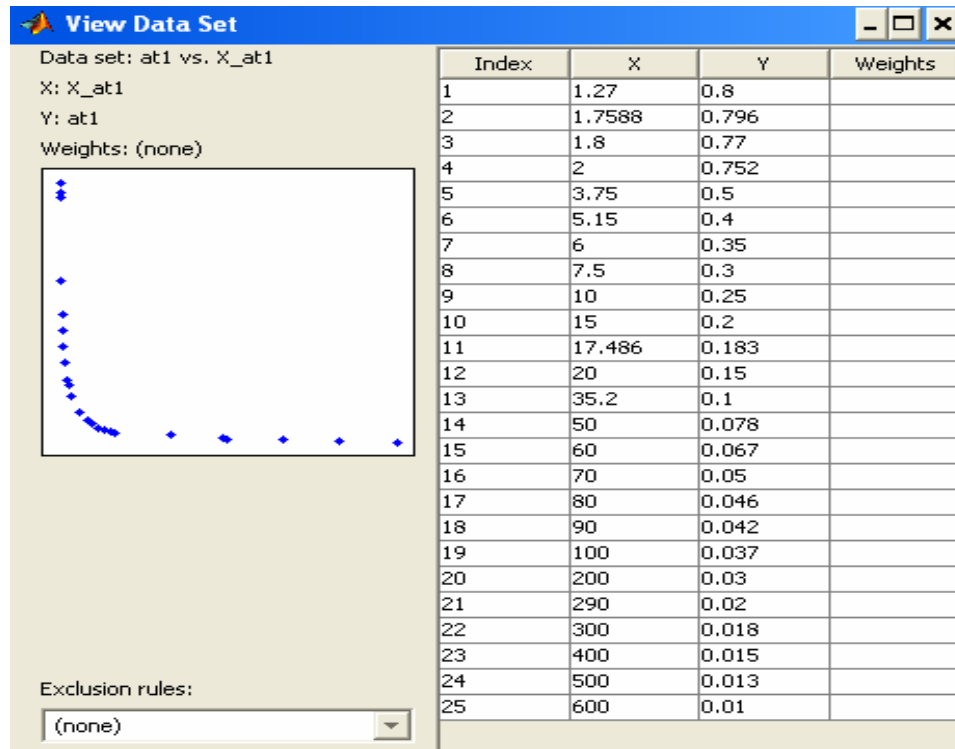 View Data Set
Data set: at1 vs. X_at1
X: X_at1
Y: at1
Weights: (none)
Exclusion rules:
(none)
Index X Y Weights
1 1.27 0.8
2 1.7588 0.796
3 1.8 0.77
4 2 0.752
5 3.75 0.5
6 5.15 0.4
7 6 0.35
8 7.5 0.3
9 10 0.25
10 15 0.2
11 17.486 0.183
12 20 0.15
13 35.2 0.1
14 50 0.078
15 60 0.067
16 70 0.05
17 80 0.046
18 90 0.042
19 100 0.037
20 200 0.03
21 290 0.02
22 300 0.018
23 400 0.015
24 500 0.013
25 600 0.01